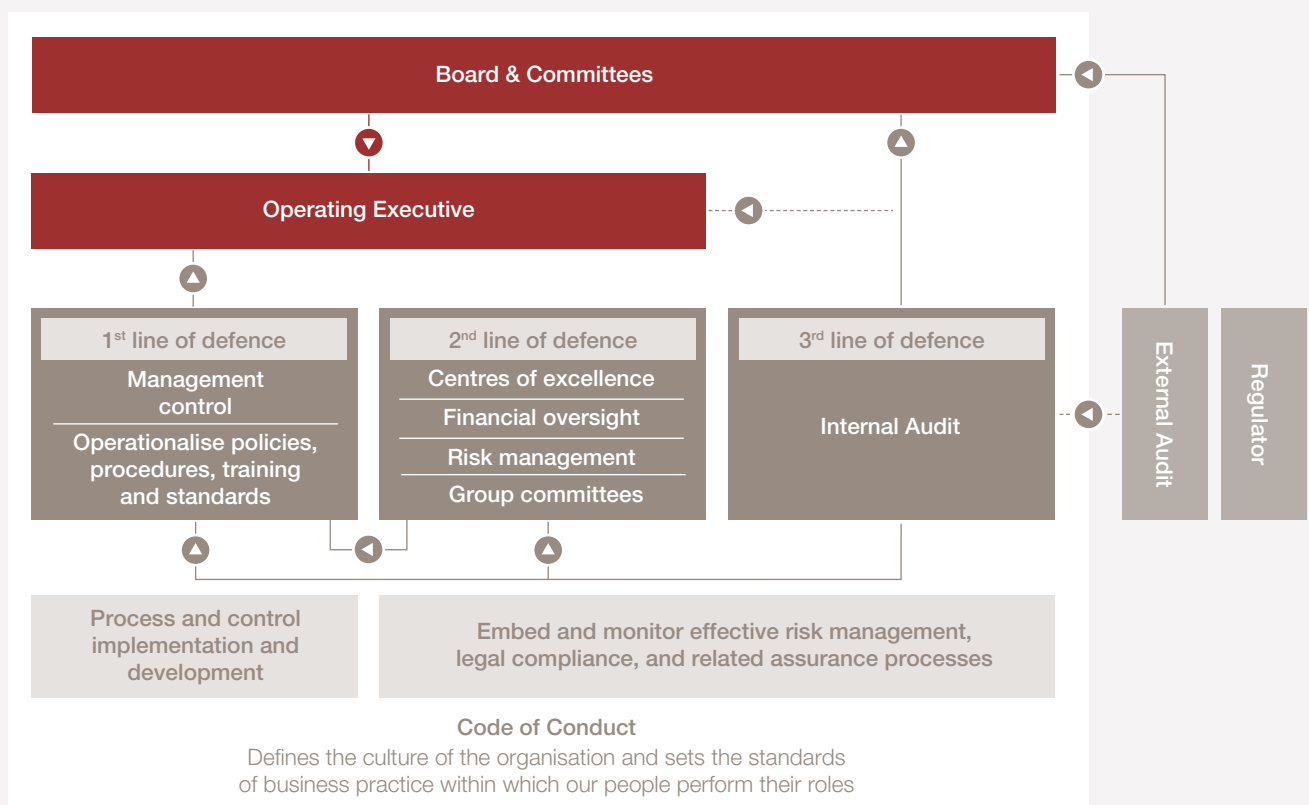 Board & Committees
Operating Executive
1st line of defence
Management
control
Operationalise policies,
procedures, training
and standards
2nd line of defence
Centres of excellence
Financial oversight
Risk management
Group committees
3rd line of defence
Internal Audit
External Audit
Regulator
Process and control
implementation and
development
Embed and monitor effective risk management,
legal compliance, and related assurance processes
Code of Conduct
Defines the culture of the organisation and sets the standards
of business practice within which our people perform their roles